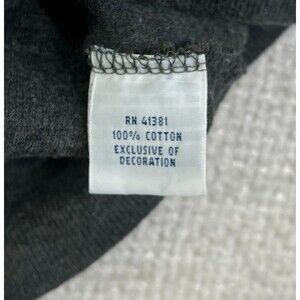 RN 41381
100% COTTON
EXCLUSIVE OF
DECORATION